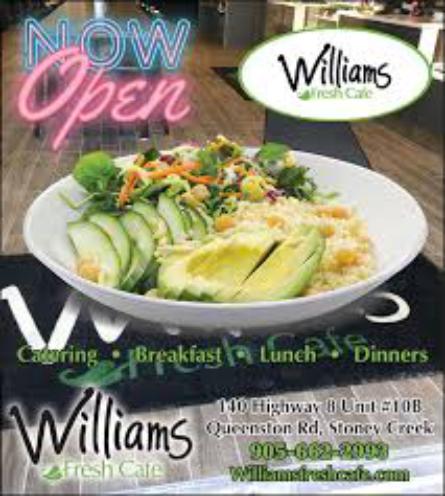 NOW
Open
Williams
Fresh Cafe
Catering • Breakfast • Lunch • Dinners
Williams
Fresh Cafe
140 Highway 8 Unit #10B
Queenston Rd, Stoney Creek
905-662-2993
Williamsfreshcafe.com